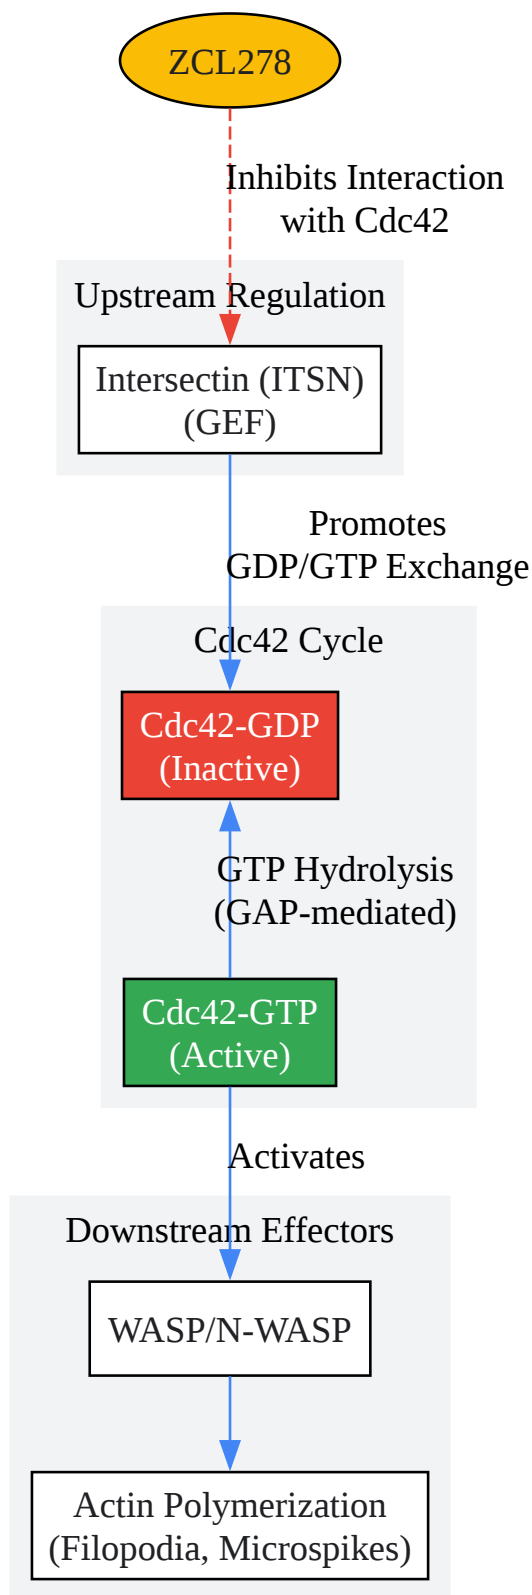 ZCL278
Inhibits Interaction
with Cdc42
Upstream Regulation
Intersectin (ITSN)
(GEF)
Promotes
GDP/GTP Exchange
Cdc42 Cycle
Cdc42-GDP
(Inactive)
GTP Hydrolysis
(GAP-mediated)
Cdc42-GTP
(Active)
Activates
Downstream Effectors
WASP/N-WASP
Actin Polymerization
(Filopodia, Microspikes)